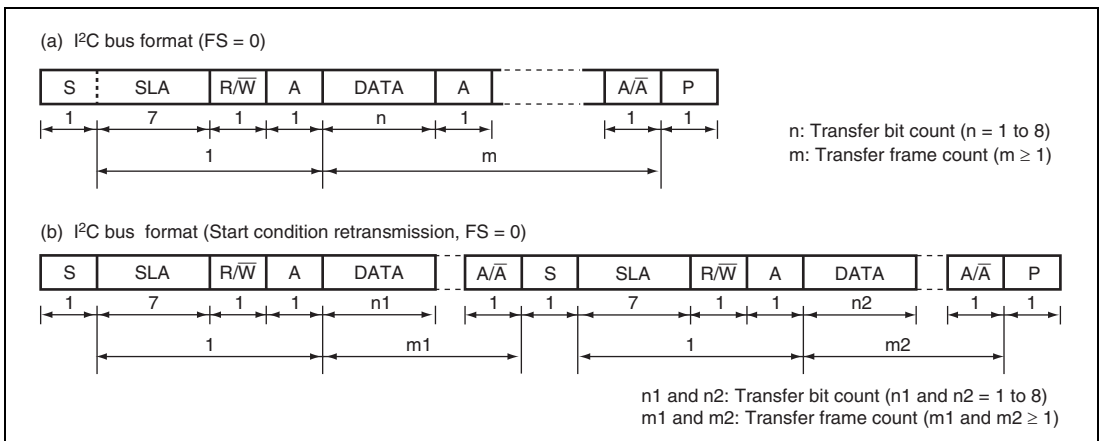 (a) I²C bus format (FS = 0)
S SLA R/W̅ A DATA A A/A̅ P
1 7 1 1 n 1 1 1
1 m
n: Transfer bit count (n = 1 to 8)
m: Transfer frame count (m ≥ 1)
(b) I²C bus format (Start condition retransmission, FS = 0)
S SLA R/W̅ A DATA A/A̅ S SLA R/W̅ A DATA A/A̅ P
1 7 1 1 n1 1 1 7 1 1 n2 1 1
1 m1 1 m2
n1 and n2: Transfer bit count (n1 and n2 = 1 to 8)
m1 and m2: Transfer frame count (m1 and m2 ≥ 1)